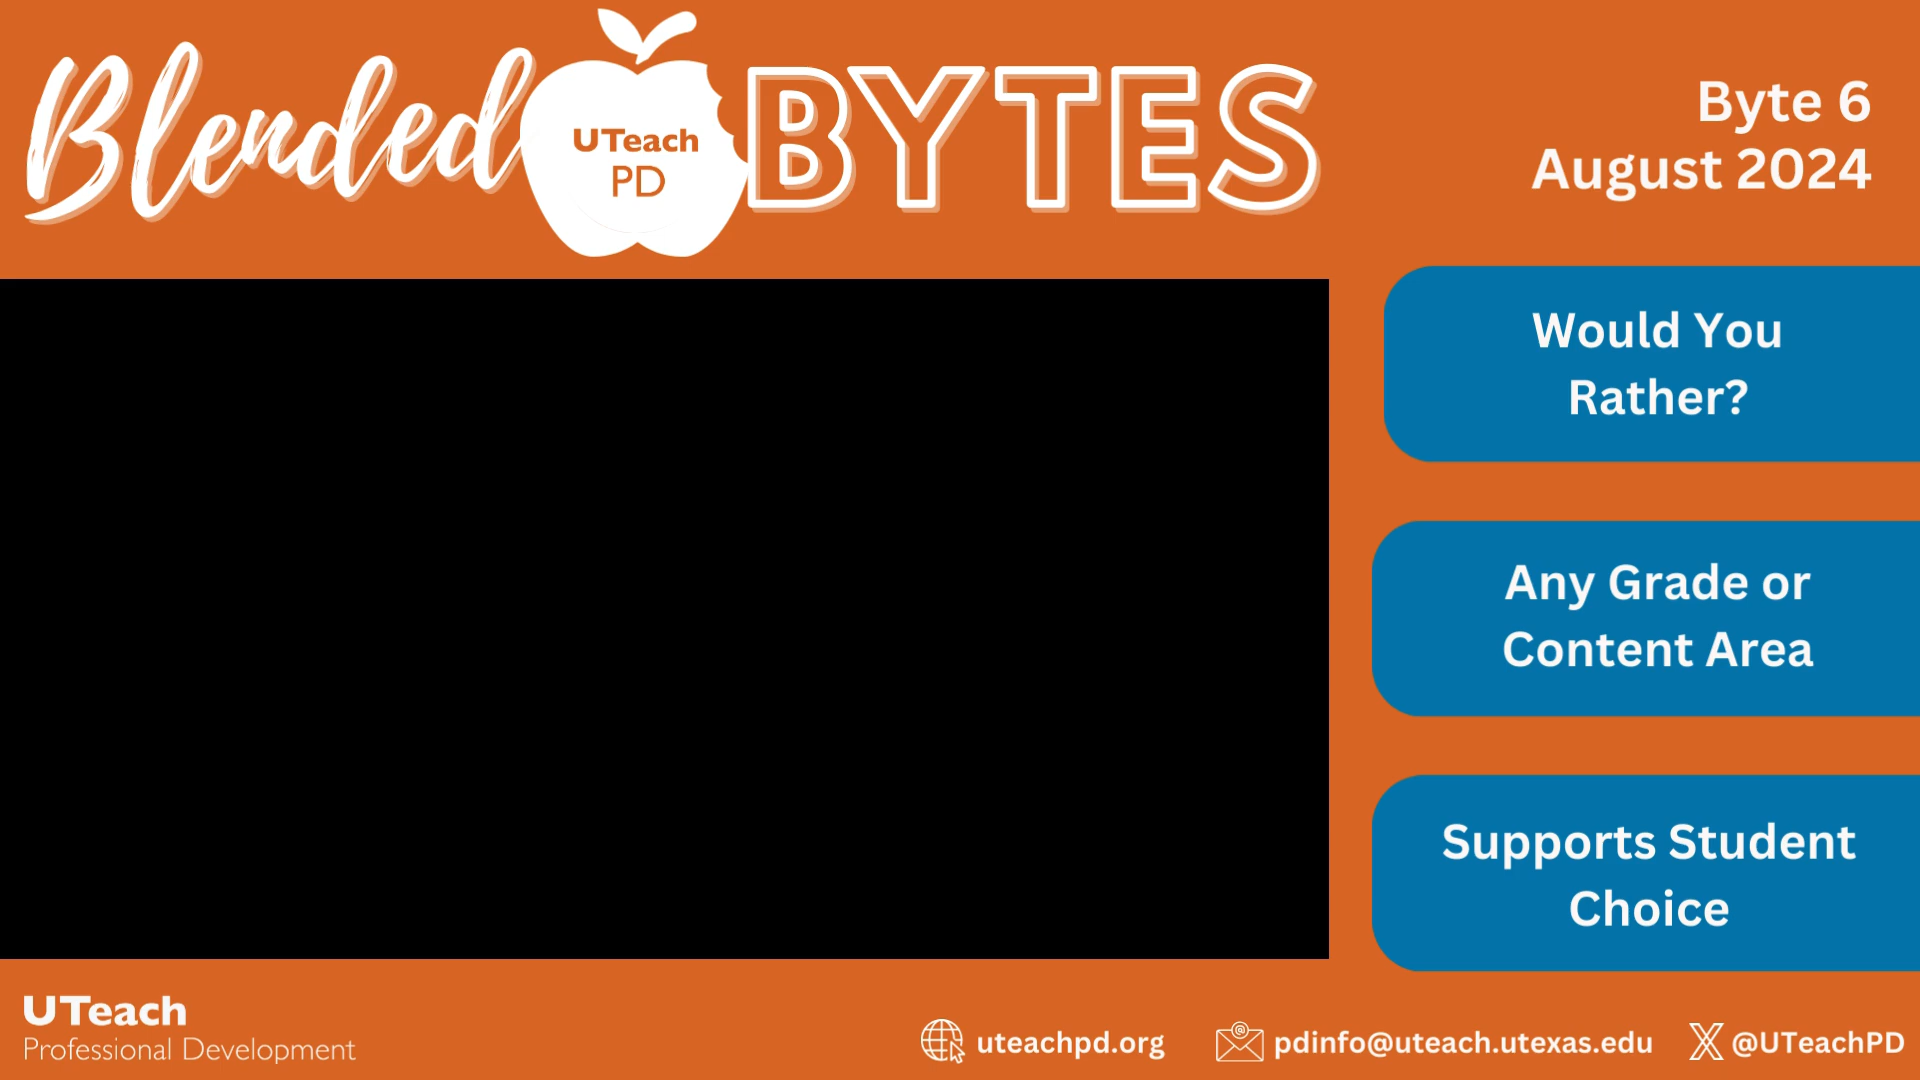 Blended
UTeach
PD
BYTES
Byte 6
August 2024
Would You
Rather?
Any Grade or
Content Area
Supports Student
Choice
UTeach
Professional Development
uteachpd.org
pdinfo@uteach.utexas.edu
@UTeachPD